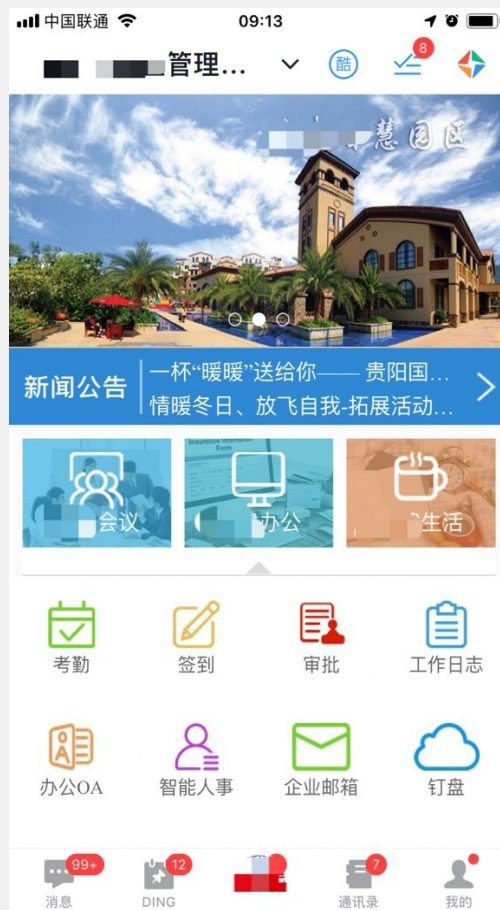 中国联通
09:13
管理...
酷
8
慧园区
新闻公告
一杯“暖暖”送给你—— 贵阳国...
情暖冬日、放飞自我-拓展活动...
Insurance Information
Form
会议
办公
生活
考勤
签到
审批
工作日志
办公OA
智能人事
企业邮箱
钉盘
99+
12
7
消息
DING
通讯录
我的